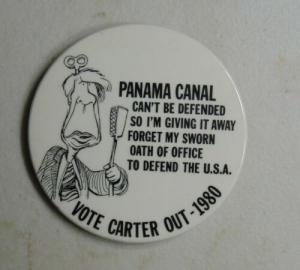 PANAMA CANAL
CAN'T BE DEFENDED
SO I'M GIVING IT AWAY
FORGET MY SWORN
OATH OF OFFICE
TO DEFEND THE U.S.A.
VOTE CARTER OUT-1980